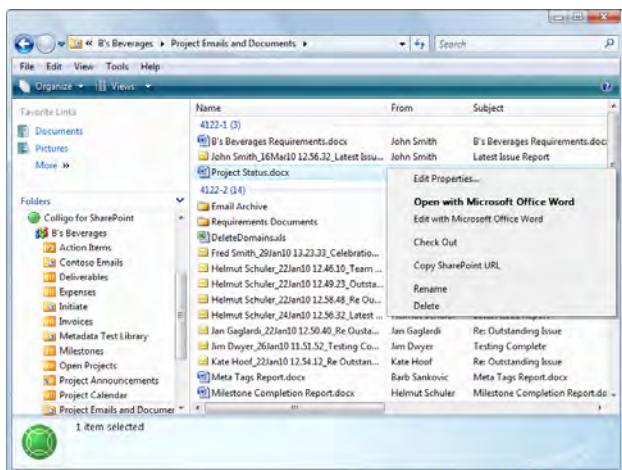 « B's Beverages ▸ Project Emails and Documents ▸ Search
File Edit View Tools Help
Organize Views
Favorite Links
Documents
Pictures
More »
Folders
Colligo for SharePoint
B's Beverages
Action Items
Contoso Emails
Deliverables
Expenses
Initiate
Invoices
Metadata Test Library
Milestones
Open Projects
Project Announcements
Project Calendar
Project Emails and Documer
Name From Subject
4122-1 (3)
B's Beverages Requirements.docx John Smith B's Beverages Requirements.doc
John Smith_16Mar10 12.56.32_Latest Issu... John Smith Latest Issue Report
Project Status.docx
4122-2 (14)
Email Archive
Requirements Documents
DeleteDomains.xls
Fred Smith_29Jan10 13.23.33_Celebratio...
Helmut Schuler_22Jan10 12.46.10_Team ...
Helmut Schuler_22Jan10 12.49.23_Outsta...
Helmut Schuler_22Jan10 12.58.48_Re Ou...
Helmut Schuler_24Jan10 12.56.32_Latest ...
Jan Gaglardi_22Jan10 12.50.40_Re Ousta... Jan Gaglerdi Re: Outstanding Issue
Jim Dwyer_26Jan10 11.51.52_Testing Co... Jim Dwyer Testing Complete
Kate Hoof_22Jan10 12.54.12_Re Outstan... Kate Hoof Re: Outstanding Issue
Meta Tags Report.docx Barb Sankovic Meta Tags Report.docx
Milestone Completion Report.docx Helmut Schuler Milestone Completion Report.do
Edit Properties...
Open with Microsoft Office Word
Edit with Microsoft Office Word
Check Out
Copy SharePoint URL
Rename
Delete
1 item selected